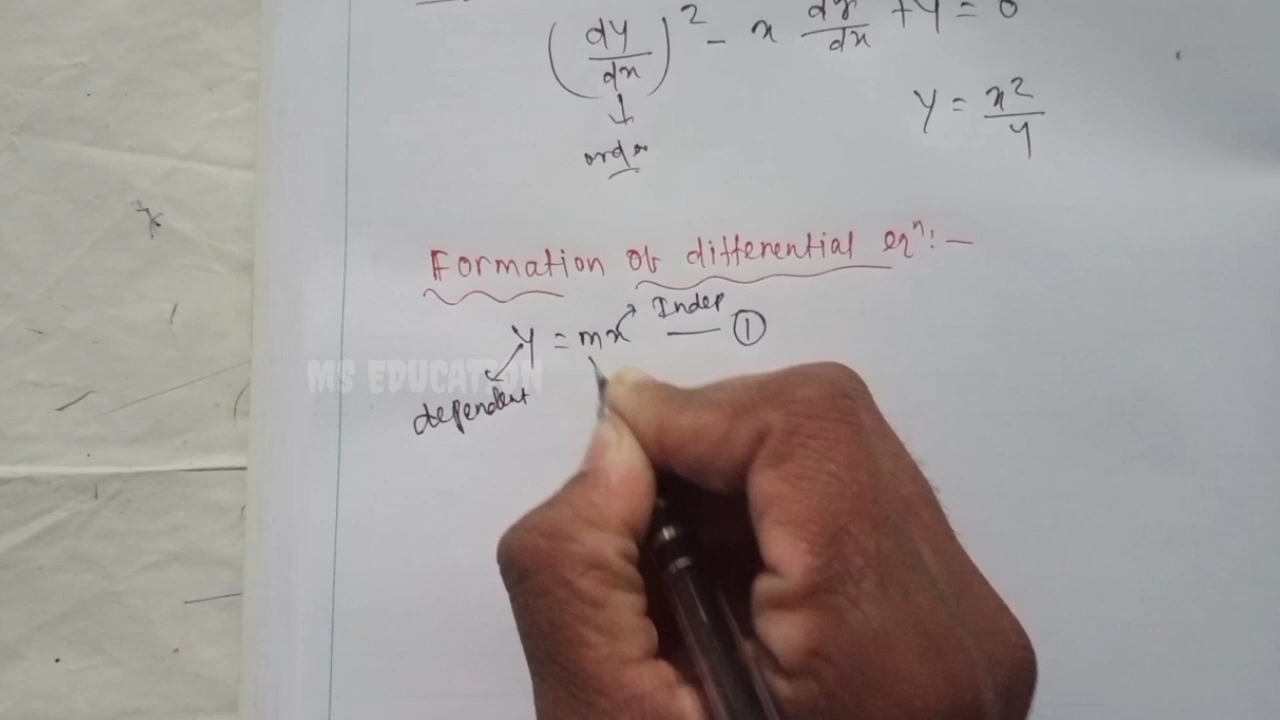 (dy/dx)² - x dy/dx + y = 0
↓
order
y = x²/4
Formation of differential eqⁿ:-
y = mx → Indep — ①
MS EDUCATION
dependent